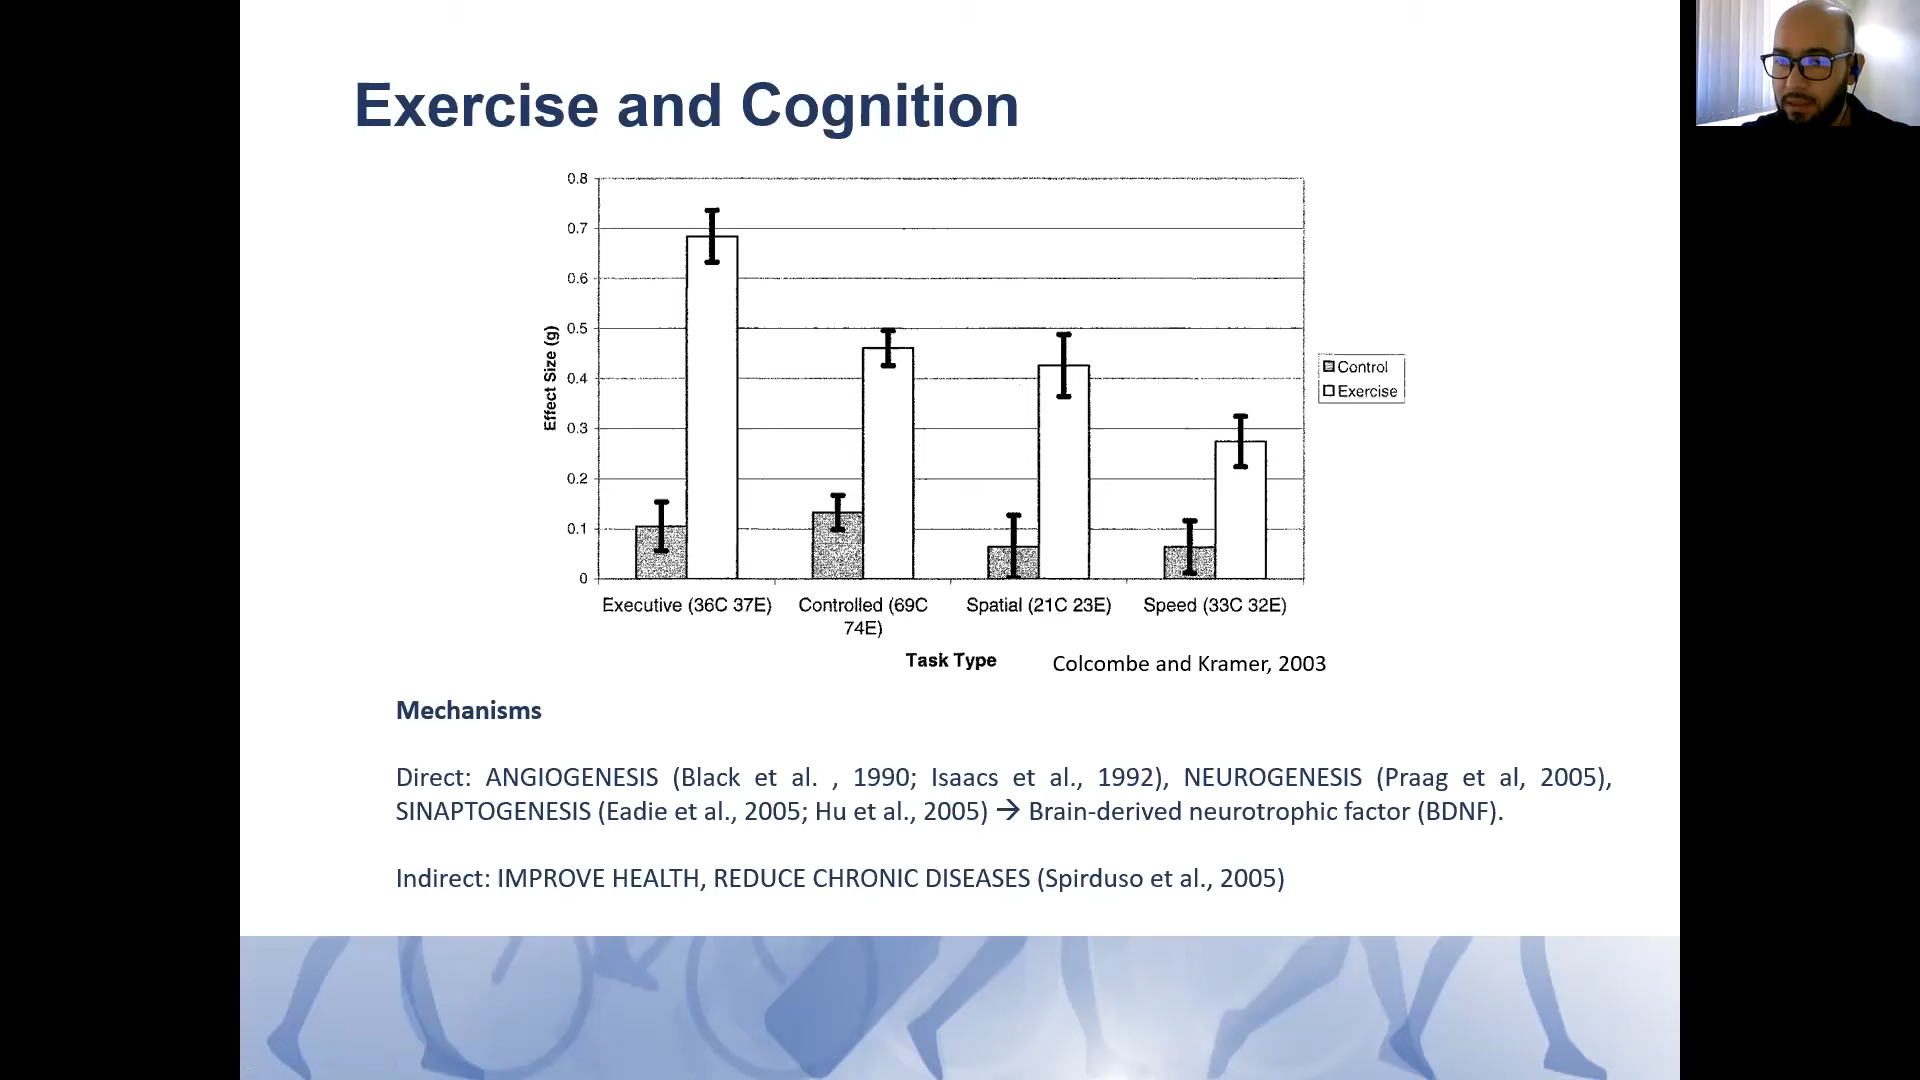 Exercise and Cognition
0.8
0.7
0.6
0.5
0.4
0.3
0.2
0.1
0
Effect Size (g)
Control
Exercise
Executive (36C 37E)
Controlled (69C
74E)
Spatial (21C 23E)
Speed (33C 32E)
Task Type
Colcombe and Kramer, 2003
Mechanisms
Direct: ANGIOGENESIS (Black et al. , 1990; Isaacs et al., 1992), NEUROGENESIS (Praag et al, 2005),
SINAPTOGENESIS (Eadie et al., 2005; Hu et al., 2005) → Brain-derived neurotrophic factor (BDNF).
Indirect: IMPROVE HEALTH, REDUCE CHRONIC DISEASES (Spirduso et al., 2005)